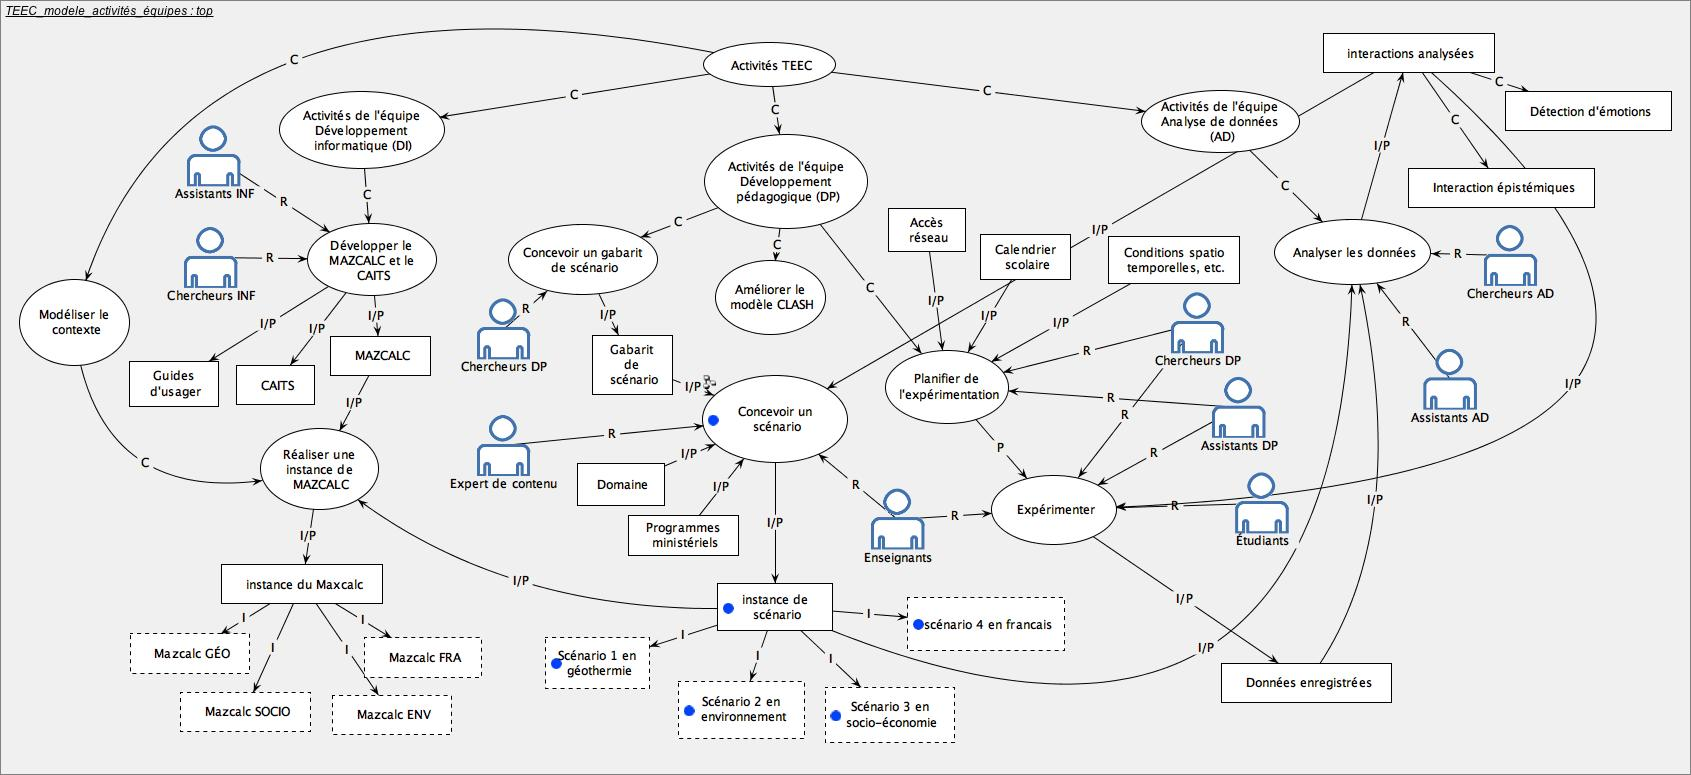 TEEC_modele_activités_équipes : top
Activités TEEC
interactions analysées
C
C
C
C
C
Détection d'émotions
Activités de l'équipe
Développement
informatique (DI)
Activités de l'équipe
Développement
pédagogique (DP)
Activités de l'équipe
Analyse de données
(AD)
C
I/P
Interaction épistémiques
Assistants INF
R
C
C
C
C
Accès
réseau
I/P
Développer le
MAZCALC et le
CAITS
Concevoir un gabarit
de scénario
Calendrier
scolaire
Conditions spatio
temporelles, etc.
Analyser les données
R
Chercheurs AD
R
Chercheurs INF
Améliorer le
modèle CLASH
C
I/P
I/P
I/P
R
Modéliser le
contexte
I/P
I/P
I/P
R
I/P
Chercheurs DP
Gabarit
de
scénario
MAZCALC
Guides
d'usager
CAITS
R
Chercheurs DP
Planifier de
l'expérimentation
I/P
I/P
Assistants AD
I/P
Concevoir un
scénario
R
R
Assistants DP
R
Expert de contenu
C
Réaliser une
instance de
MAZCALC
I/P
P
R
Domaine
I/P
R
Programmes
ministériels
I/P
R
Enseignants
Expérimenter
R
Étudiants
I/P
I/P
I/P
instance du Maxcalc
instance de
scénario
I
scénario 4 en francais
I/P
I
I
I
I
Mazcalc GÉO
Mazcalc FRA
I
Scénario 1 en
géothermie
I
I
I/P
Données enregistrées
Mazcalc SOCIO
Mazcalc ENV
Scénario 2 en
environnement
Scénario 3 en
socio-économie